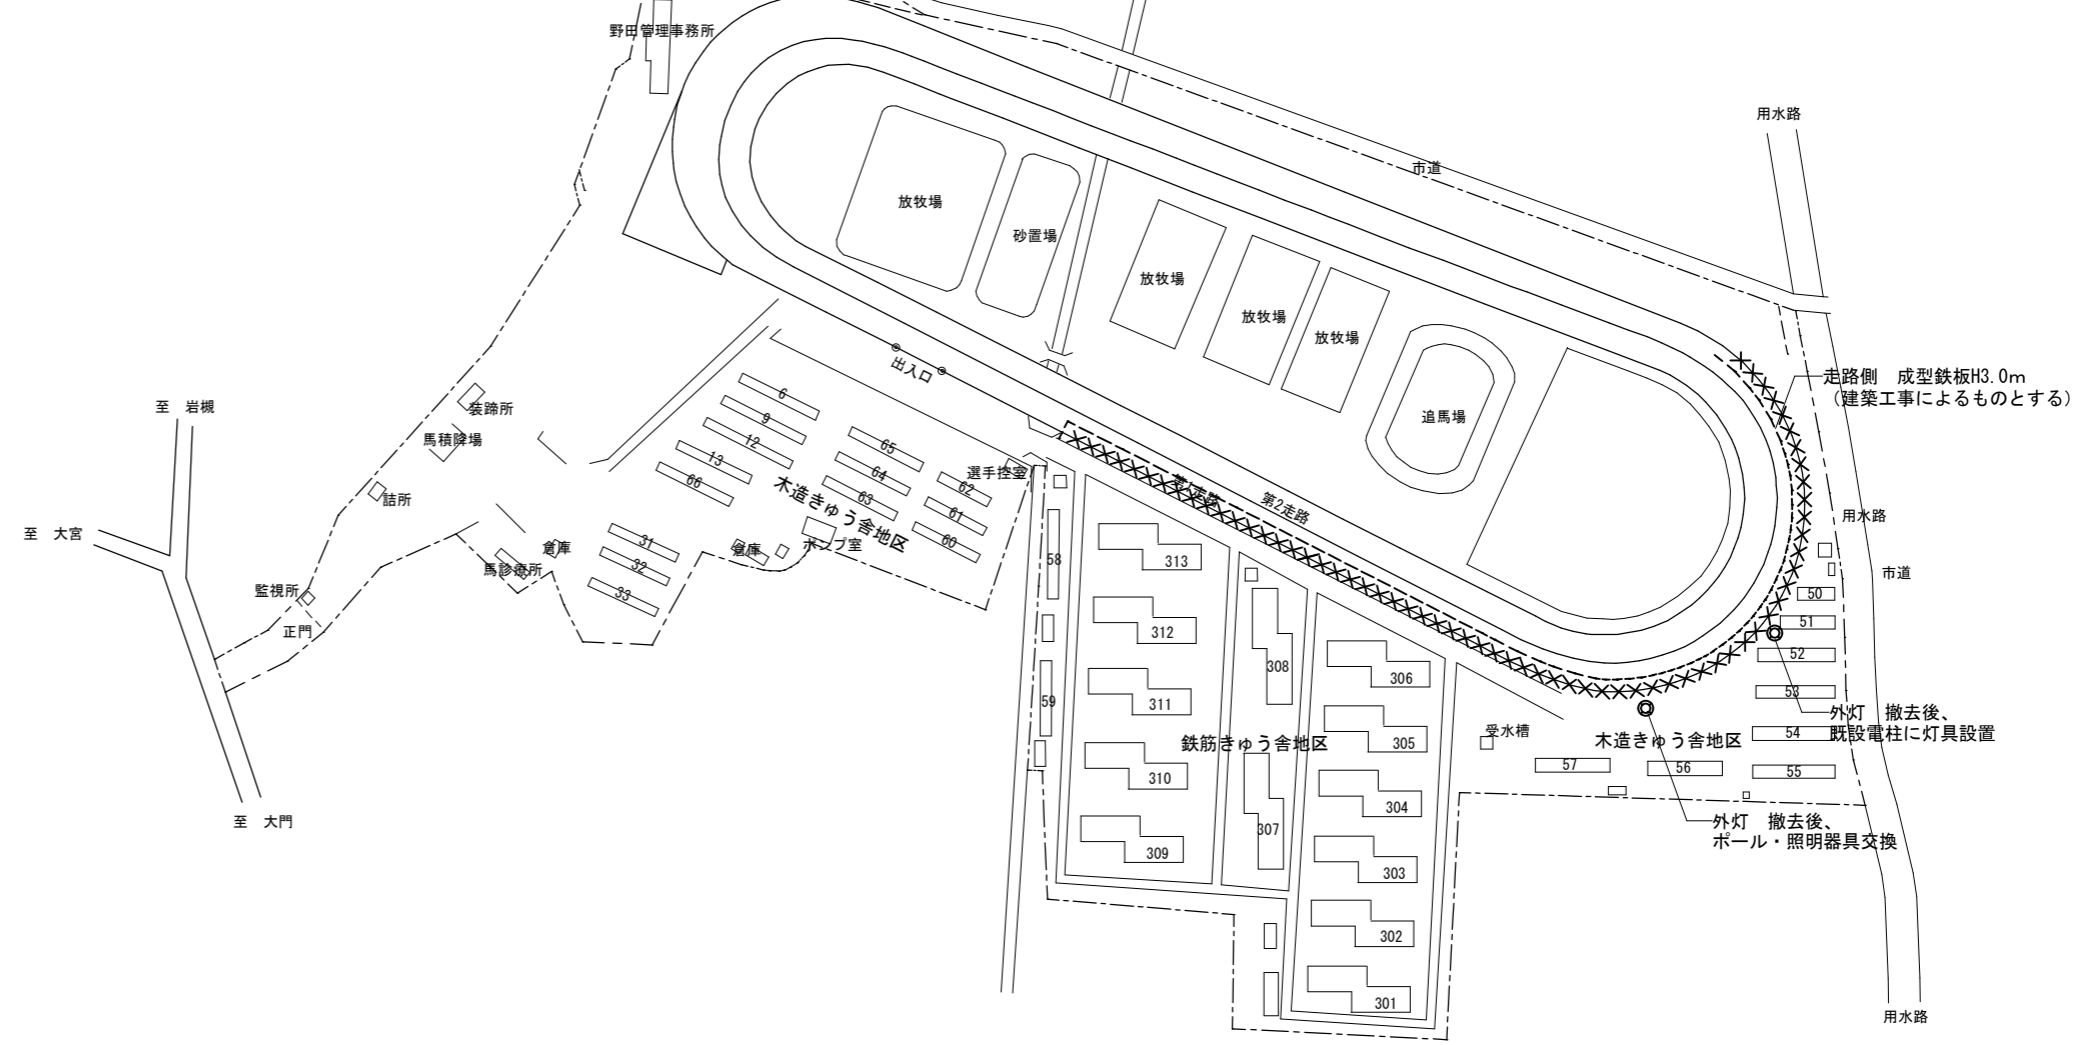 野田管理事務所
用水路
市道
放牧場
砂置場
放牧場
放牧場
放牧場
追馬場
走路側　成型鉄板H3.0m
(建築工事によるものとする)
出入口
至　岩槻
装蹄所
馬積降場
詰所
至　大宮
6
9
12
13
66
65
64
63
62
61
60
木造きゅう舎地区
選手控室
第1走路
第2走路
用水路
市道
倉庫
馬診療所
31
32
33
倉庫
ポンプ室
監視所
正門
58
59
313
312
311
310
309
308
307
鉄筋きゅう舎地区
306
305
304
303
302
301
受水槽
木造きゅう舎地区
50
51
52
53
54
55
56
57
外灯　撤去後、
既設電柱に灯具設置
外灯　撤去後、
ポール・照明器具交換
至　大門
用水路